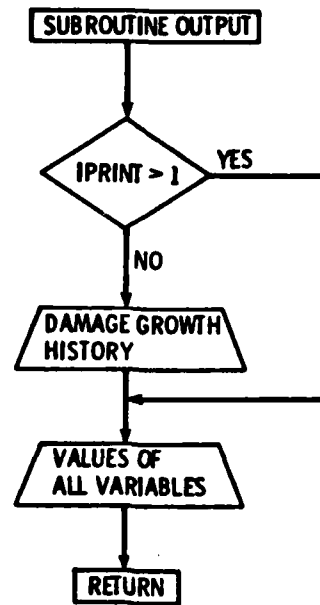 SUBROUTINE OUTPUT
IPRINT > 1
YES
NO
DAMAGE GROWTH
HISTORY
VALUES OF
ALL VARIABLES
RETURN